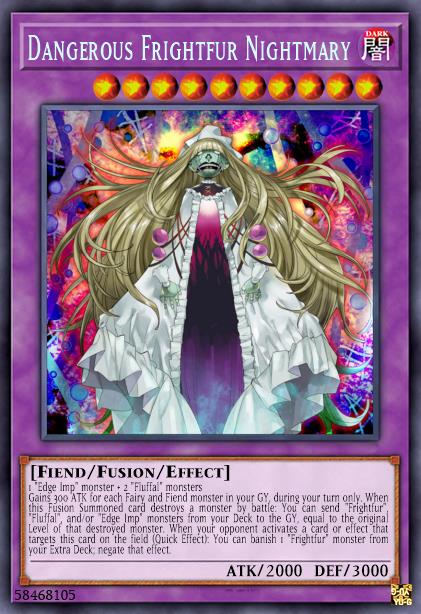 DANGEROUS FRIGHTFUR NIGHTMARY
DARK
闇
[FIEND/FUSION/EFFECT]
1 "Edge Imp" monster + 2 "Fluffal" monsters
Gains 300 ATK for each Fairy and Fiend monster in your GY, during your turn only. When
this Fusion Summoned card destroys a monster by battle: You can send "Frightfur",
"Fluffal", and/or "Edge Imp" monsters from your Deck to the GY, equal to the original
Level of that destroyed monster. When your opponent activates a card or effect that
targets this card on the field (Quick Effect): You can banish 1 "Frightfur" monster from
your Extra Deck; negate that effect.
ATK/2000 DEF/3000
58468105